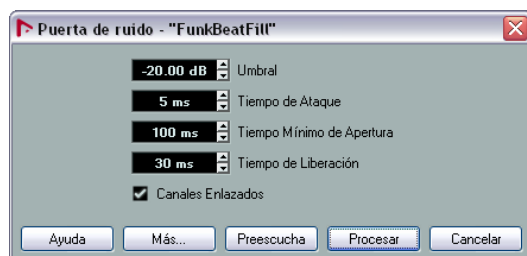 Puerta de ruido - "FunkBeatFill"
-20.00 dB Umbral
5 ms Tiempo de Ataque
100 ms Tiempo Mínimo de Apertura
30 ms Tiempo de Liberación
Canales Enlazados
Ayuda Más... Preescucha Procesar Cancelar